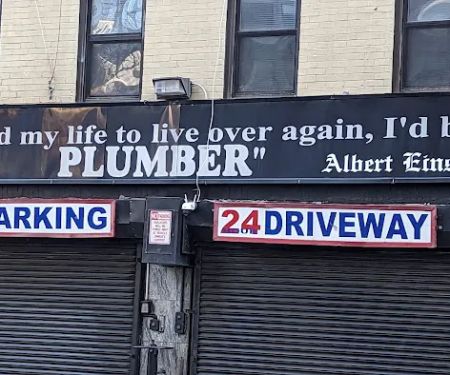 d my life to live over again, I'd b
PLUMBER"
Albert Eins
ARKING
24 DRIVEWAY